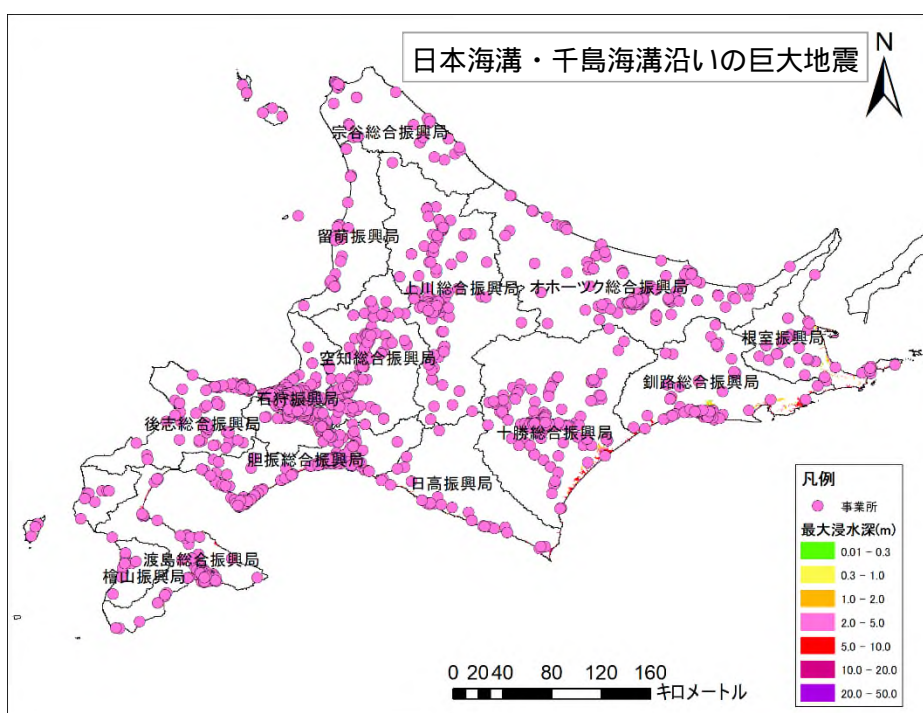 日本海溝・千島海溝沿いの巨大地震
N
宗谷総合振興局
留萌振興局
上川総合振興局
オホーツク総合振興局
根室振興局
空知総合振興局
釧路総合振興局
石狩振興局
後志総合振興局
十勝総合振興局
胆振総合振興局
日高振興局
渡島総合振興局
檜山振興局
凡例
事業所
最大浸水深(m)
0.01 - 0.3
0.3 - 1.0
1.0 - 2.0
2.0 - 5.0
5.0 - 10.0
10.0 - 20.0
20.0 - 50.0
0 20 40 80 120 160
キロメートル